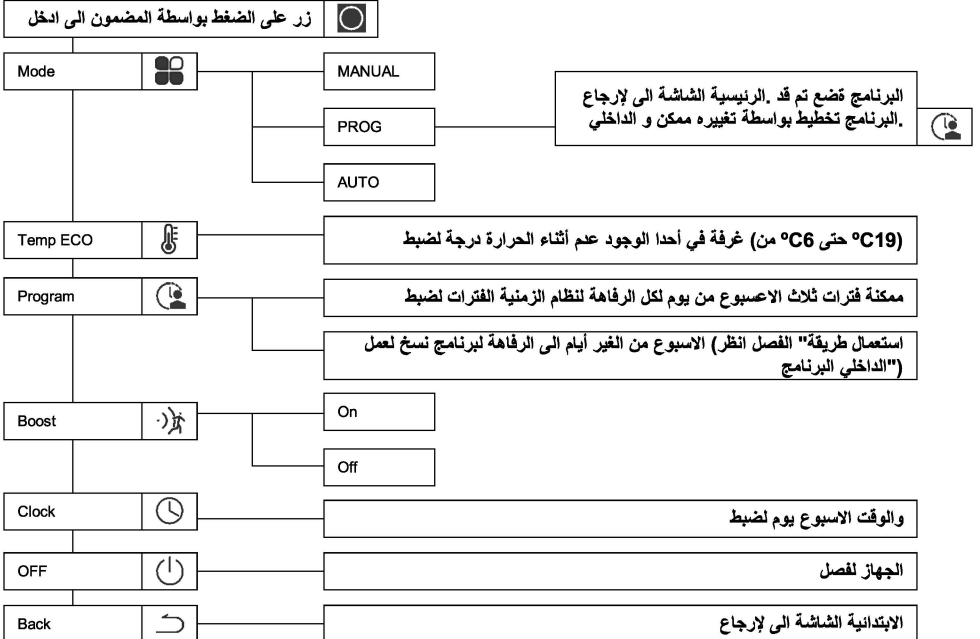 زر على الضغط بواسطة المضمون الى ادخل
Mode
MANUAL
PROG
AUTO
البرنامج ةضع تم قد .الرئيسية الشاشة الى لإرجاع
.البرنامج تخطيط بواسطة تغييره ممكن و الداخلي
Temp ECO
(19ºC حتى 6ºC من) غرفة في أحدا الوجود عدم أثناء الحرارة درجة لضبط
Program
ممكنة فترات ثلاث الاعسبوع من يوم لكل الرفاهة لنظام الزمنية الفترات لضبط
استعمال طريقة" الفصل انظر) الاسبوع من الغير أيام الى الرفاهة لبرنامج نسخ لعمل
("الداخلي البرنامج
Boost
On
Off
Clock
والوقت الاسبوع يوم لضبط
OFF
الجهاز لفصل
Back
الابتدائية الشاشة الى لإرجاع